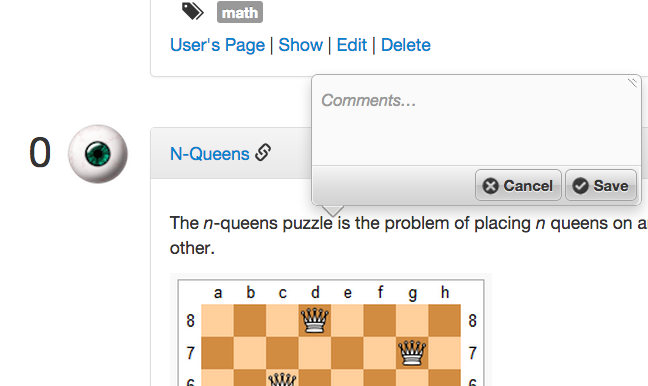 math
User's Page | Show | Edit | Delete
Comments...
0
N-Queens
Cancel
Save
The n-queens puzzle is the problem of placing n queens on a
other.
a b c d e f g h
8 8
7 7
6 6